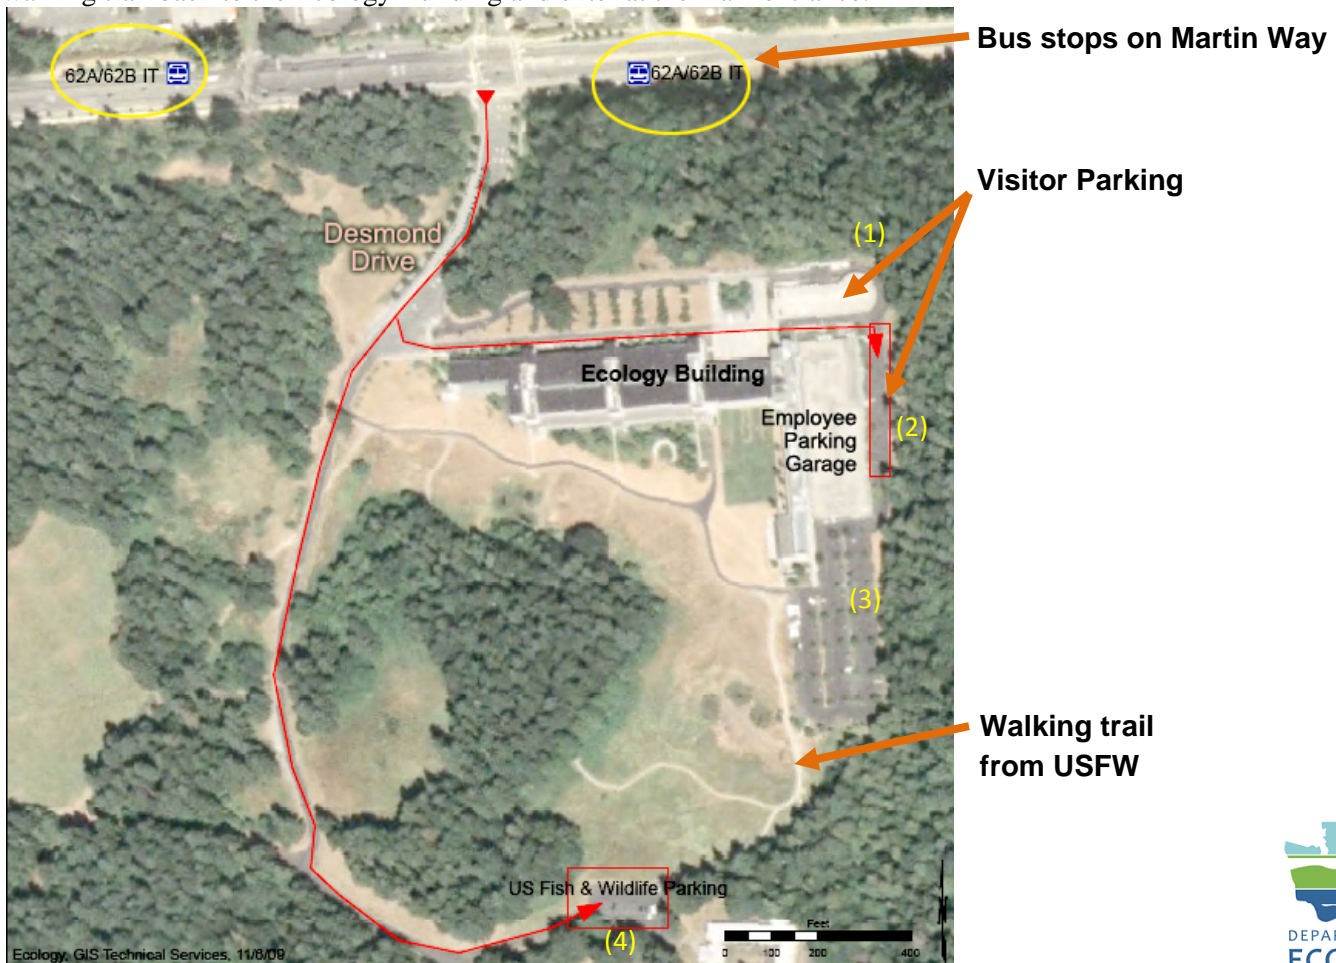 Bus stops on Martin Way
62A/62B IT
62A/62B IT
Visitor Parking
Desmond
Drive
(1)
Ecology Building
Employee
Parking
Garage
(2)
(3)
Walking trail
from USFW
US Fish & Wildlife Parking
(4)
Feet
0 100 200 400
Ecology, GIS Technical Services, 11/6/09